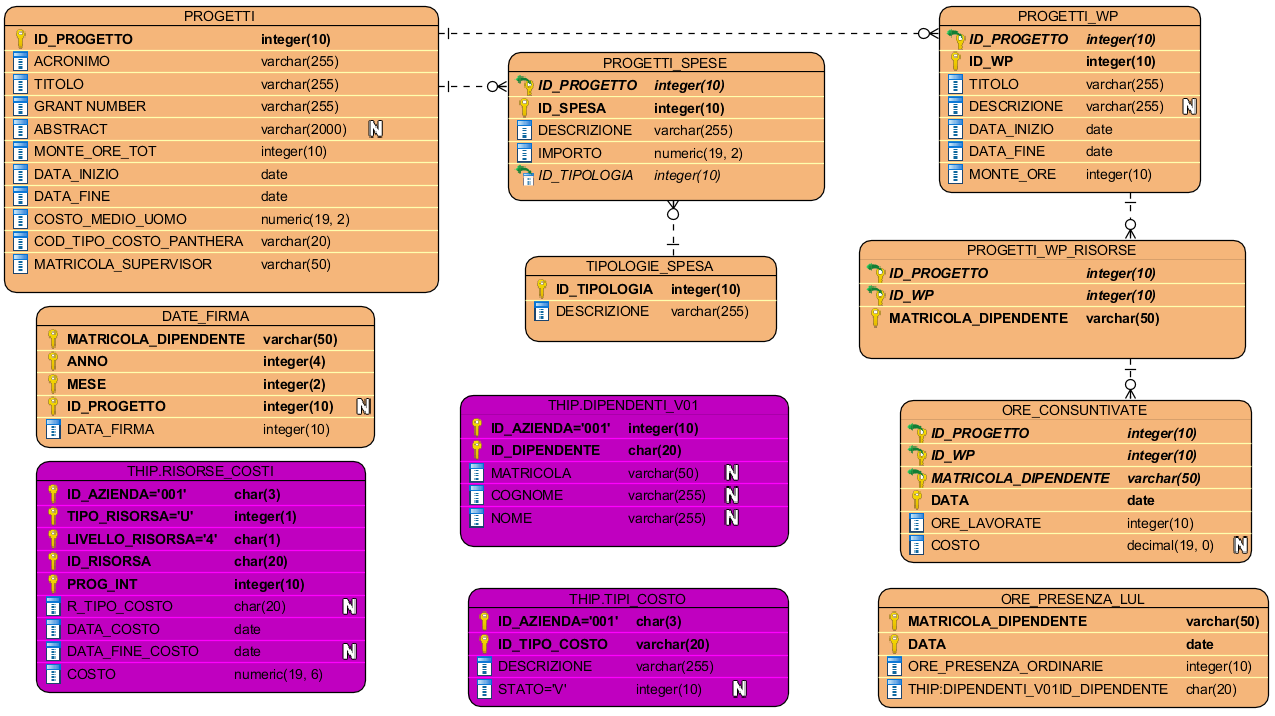 PROGETTI
ID_PROGETTO integer(10)
ACRONIMO varchar(255)
TITOLO varchar(255)
GRANT NUMBER varchar(255)
ABSTRACT varchar(2000) N
MONTE_ORE_TOT integer(10)
DATA_INIZIO date
DATA_FINE date
COSTO_MEDIO_UOMO numeric(19, 2)
COD_TIPO_COSTO_PANTHERA varchar(20)
MATRICOLA_SUPERVISOR varchar(50)
PROGETTI_SPESE
ID_PROGETTO integer(10)
ID_SPESA integer(10)
DESCRIZIONE varchar(255)
IMPORTO numeric(19, 2)
ID_TIPOLOGIA integer(10)
PROGETTI_WP
ID_PROGETTO integer(10)
ID_WP integer(10)
TITOLO varchar(255)
DESCRIZIONE varchar(255) N
DATA_INIZIO date
DATA_FINE date
MONTE_ORE integer(10)
TIPOLOGIE_SPESA
ID_TIPOLOGIA integer(10)
DESCRIZIONE varchar(255)
PROGETTI_WP_RISORSE
ID_PROGETTO integer(10)
ID_WP integer(10)
MATRICOLA_DIPENDENTE varchar(50)
DATE_FIRMA
MATRICOLA_DIPENDENTE varchar(50)
ANNO integer(4)
MESE integer(2)
ID_PROGETTO integer(10) N
DATA_FIRMA integer(10)
THIP.DIPENDENTI_V01
ID_AZIENDA='001' integer(10)
ID_DIPENDENTE char(20)
MATRICOLA varchar(50) N
COGNOME varchar(255) N
NOME varchar(255) N
ORE_CONSUNTIVATE
ID_PROGETTO integer(10)
ID_WP integer(10)
MATRICOLA_DIPENDENTE varchar(50)
DATA date
ORE_LAVORATE integer(10)
COSTO decimal(19, 0) N
THIP.RISORSE_COSTI
ID_AZIENDA='001' char(3)
TIPO_RISORSA='U' integer(1)
LIVELLO_RISORSA='4' char(1)
ID_RISORSA char(20)
PROG_INT integer(10)
R_TIPO_COSTO char(20) N
DATA_COSTO date
DATA_FINE_COSTO date N
COSTO numeric(19, 6)
THIP.TIPI_COSTO
ID_AZIENDA='001' char(3)
ID_TIPO_COSTO varchar(20)
DESCRIZIONE varchar(255)
STATO='V' integer(10) N
ORE_PRESENZA_LUL
MATRICOLA_DIPENDENTE varchar(50)
DATA date
ORE_PRESENZA_ORDINARIE integer(10)
THIP:DIPENDENTI_V01ID_DIPENDENTE char(20)